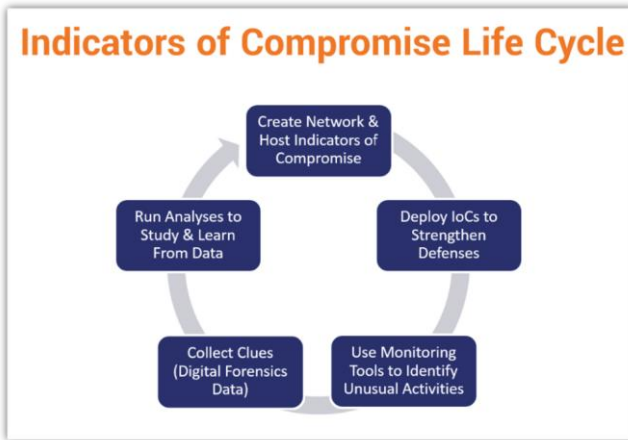 Indicators of Compromise Life Cycle
Create Network &
Host Indicators of
Compromise
Deploy IoCs to
Strengthen
Defenses
Use Monitoring
Tools to Identify
Unusual Activities
Collect Clues
(Digital Forensics
Data)
Run Analyses to
Study & Learn
From Data